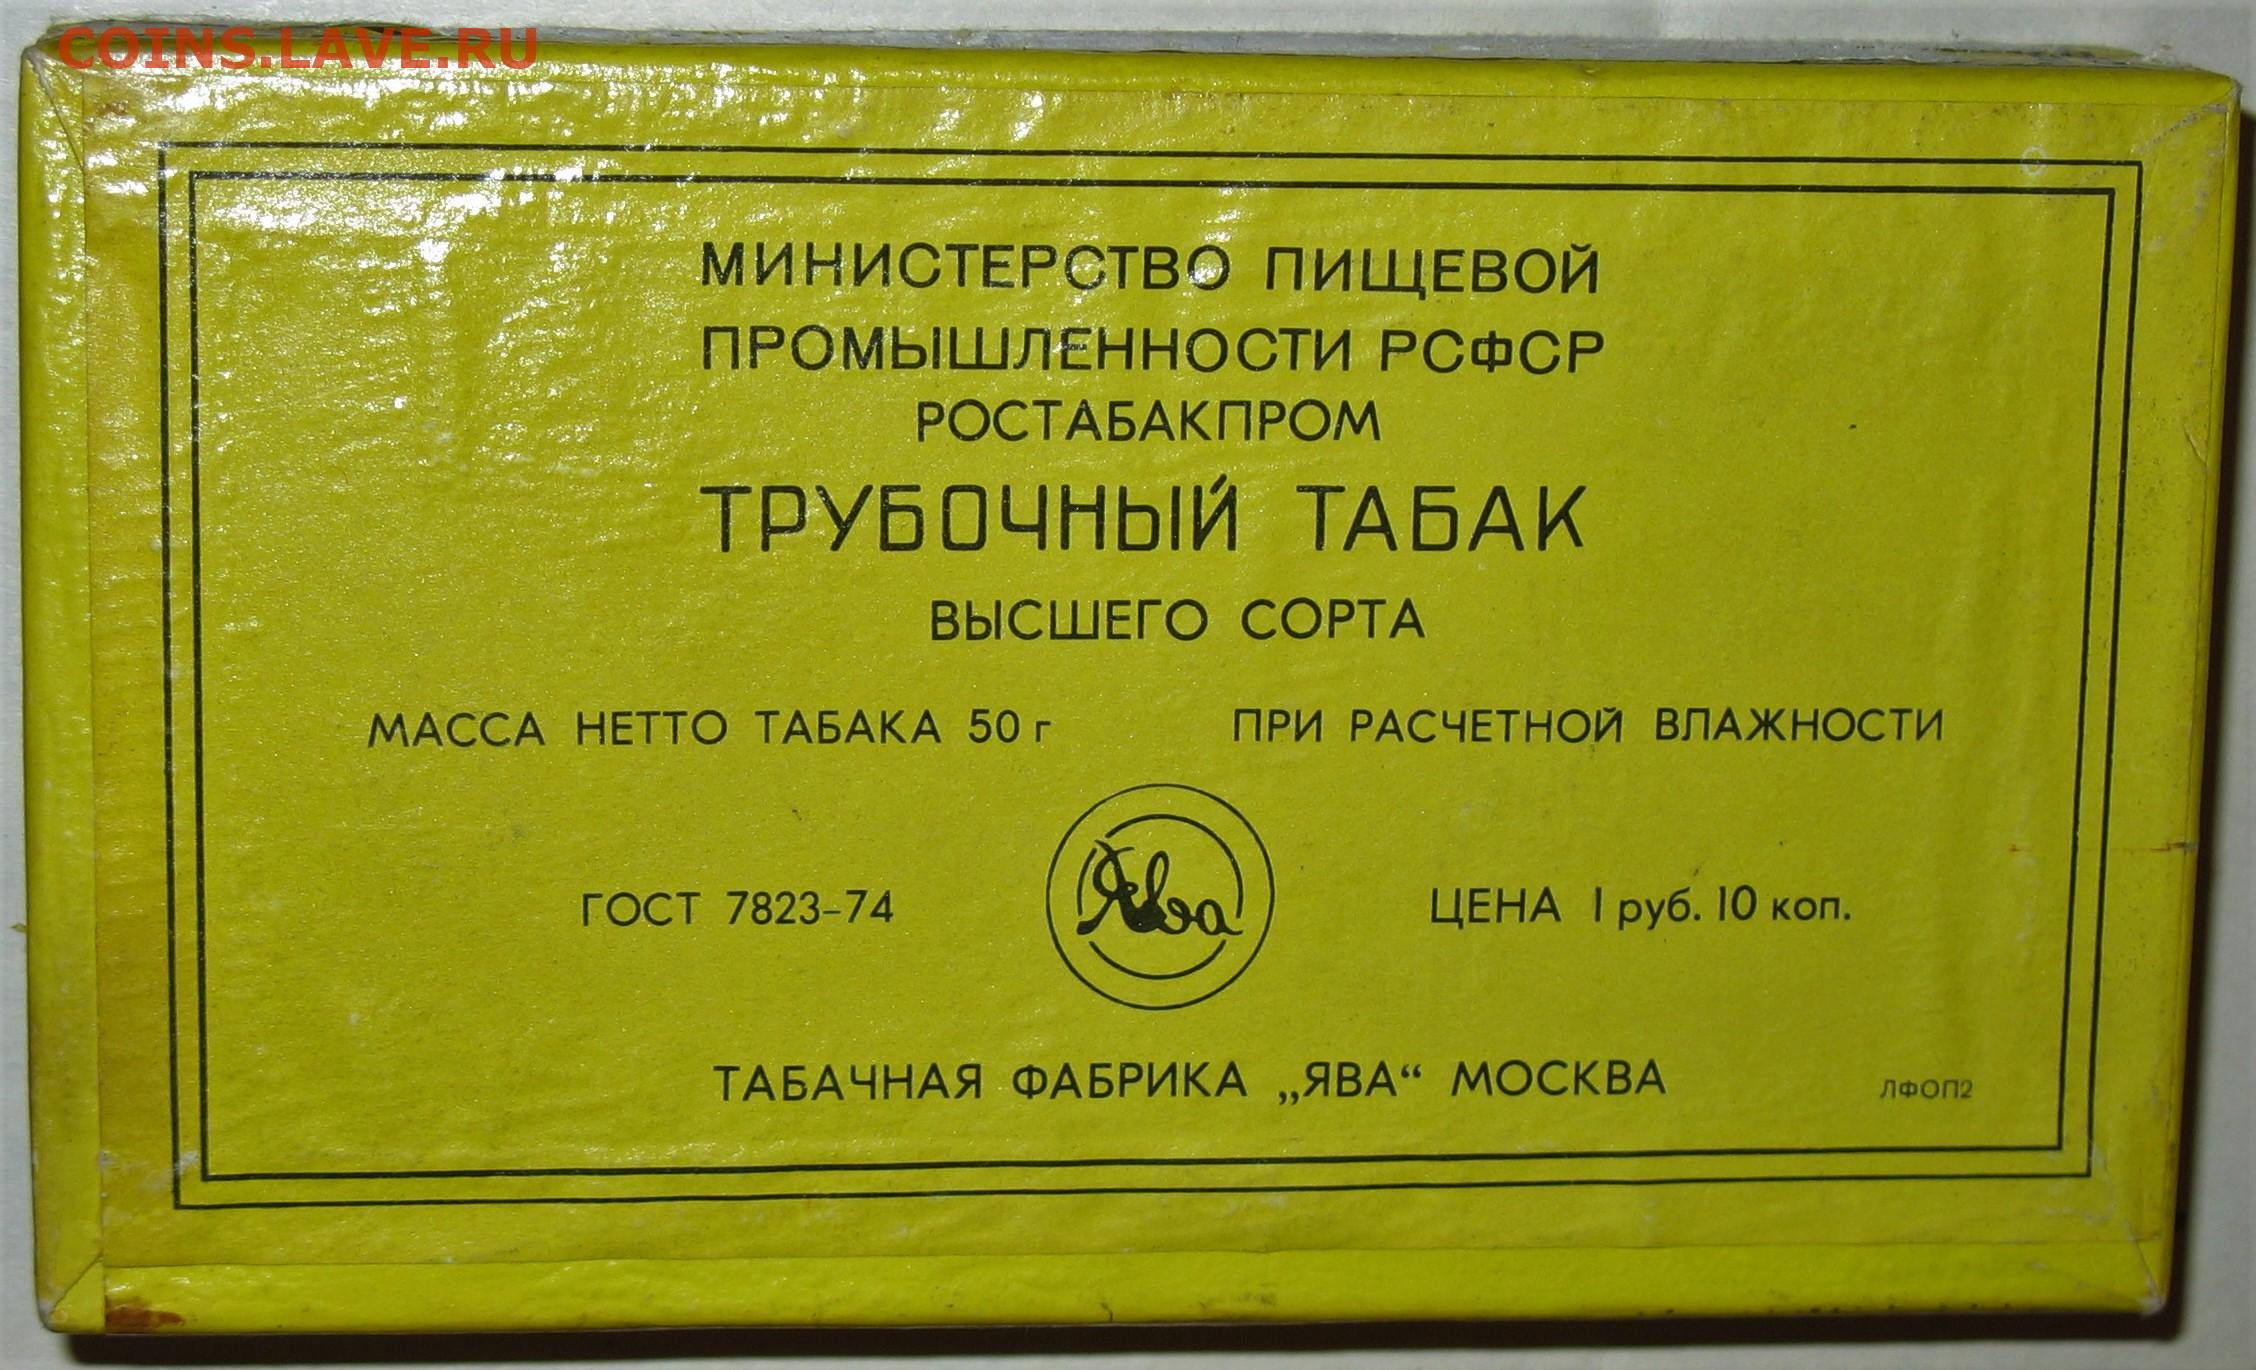 COINS.LAVE.RU
МИНИСТЕРСТВО ПИЩЕВОЙ
ПРОМЫШЛЕННОСТИ РСФСР
РОСТАБАКПРОМ
ТРУБОЧНЫЙ ТАБАК
ВЫСШЕГО СОРТА
МАССА НЕТТО ТАБАКА 50 г ПРИ РАСЧЕТНОЙ ВЛАЖНОСТИ
Ява
ГОСТ 7823-74 ЦЕНА 1 руб. 10 коп.
ТАБАЧНАЯ ФАБРИКА „ЯВА“ МОСКВА
ЛФОП2